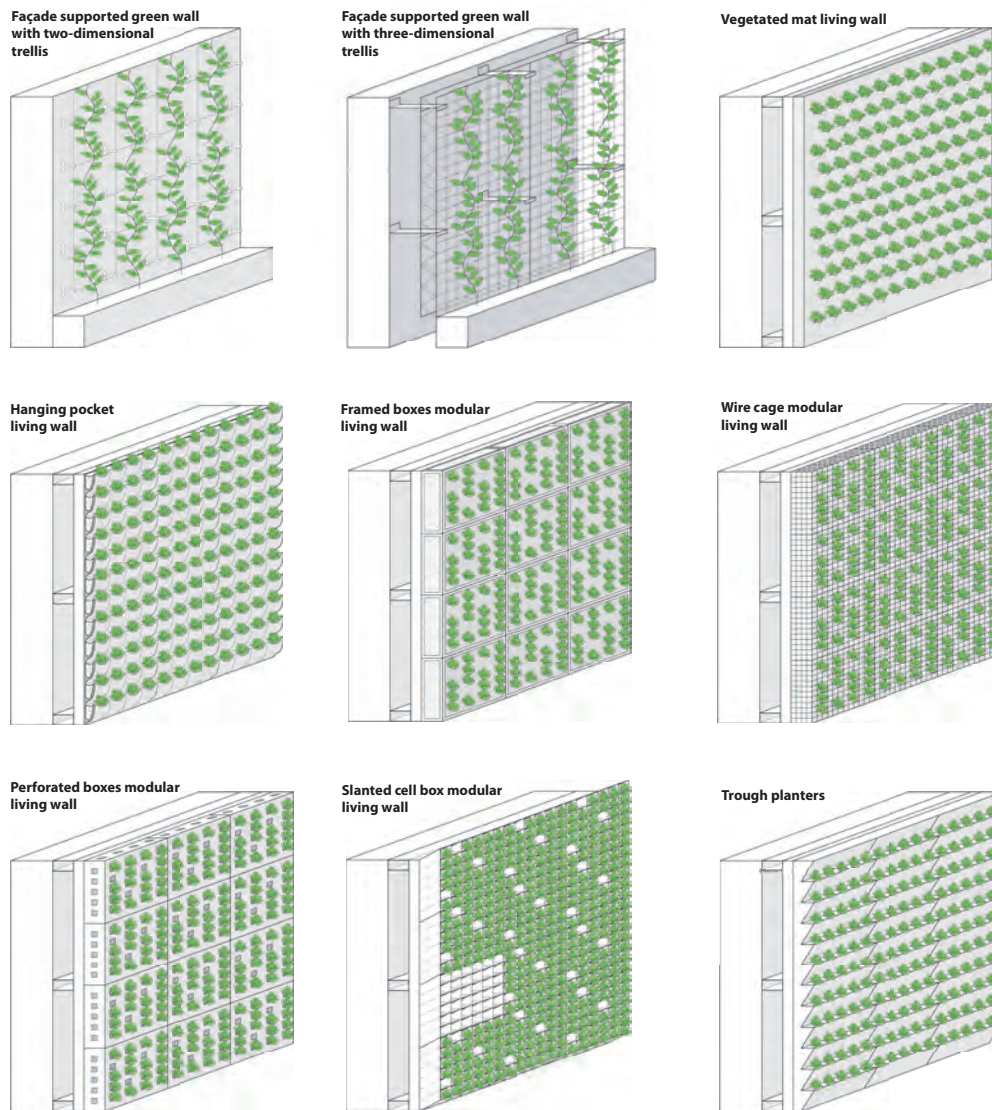 Façade supported green wall
with two-dimensional
trellis
Façade supported green wall
with three-dimensional
trellis
Vegetated mat living wall
Hanging pocket
living wall
Framed boxes modular
living wall
Wire cage modular
living wall
Perforated boxes modular
living wall
Slanted cell box modular
living wall
Trough planters